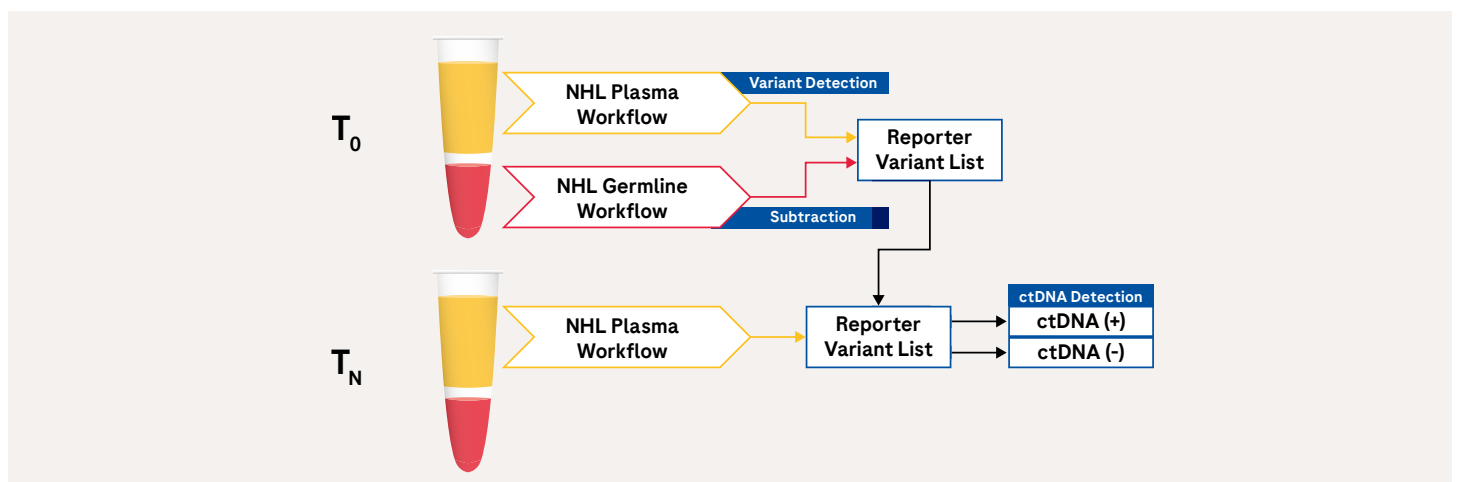 T0
NHL Plasma
Workflow
Variant Detection
Reporter
Variant List
NHL Germline
Workflow
Subtraction
TN
NHL Plasma
Workflow
Reporter
Variant List
ctDNA Detection
ctDNA (+)
ctDNA (-)